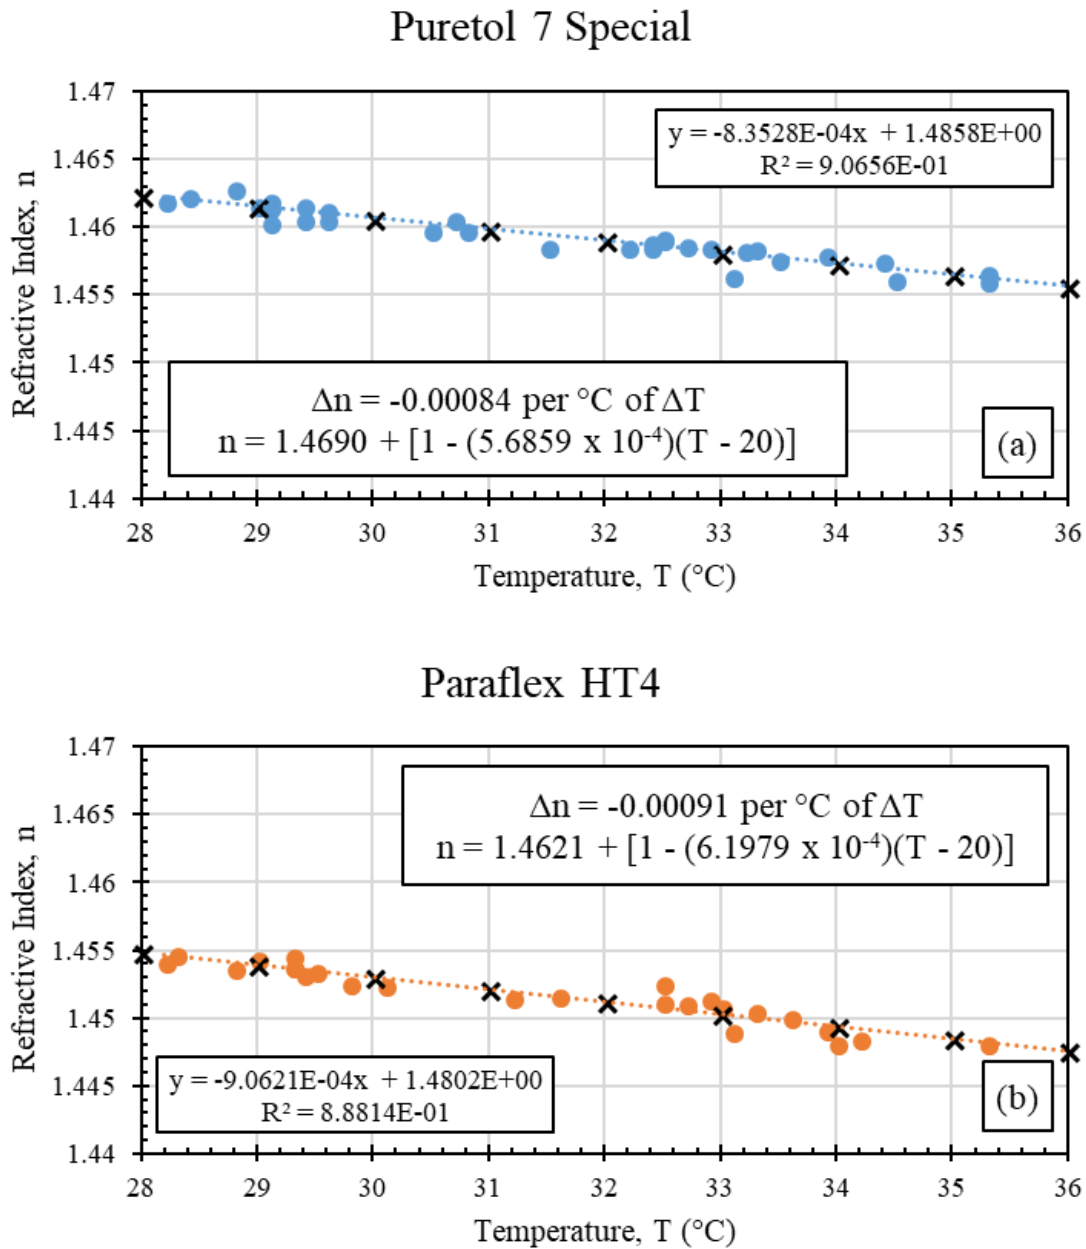 Puretol 7 Special
1.47
1.465
1.46
1.455
1.45
1.445
1.44
Refractive Index, n
y = -8.3528E-04x + 1.4858E+00
R² = 9.0656E-01
Δn = -0.00084 per °C of ΔT
n = 1.4690 + [1 - (5.6859 x 10⁻⁴)(T - 20)]
(a)
28 29 30 31 32 33 34 35 36
Temperature, T (°C)
Paraflex HT4
1.47
1.465
1.46
1.455
1.45
1.445
1.44
Refractive Index, n
Δn = -0.00091 per °C of ΔT
n = 1.4621 + [1 - (6.1979 x 10⁻⁴)(T - 20)]
y = -9.0621E-04x + 1.4802E+00
R² = 8.8814E-01
(b)
28 29 30 31 32 33 34 35 36
Temperature, T (°C)